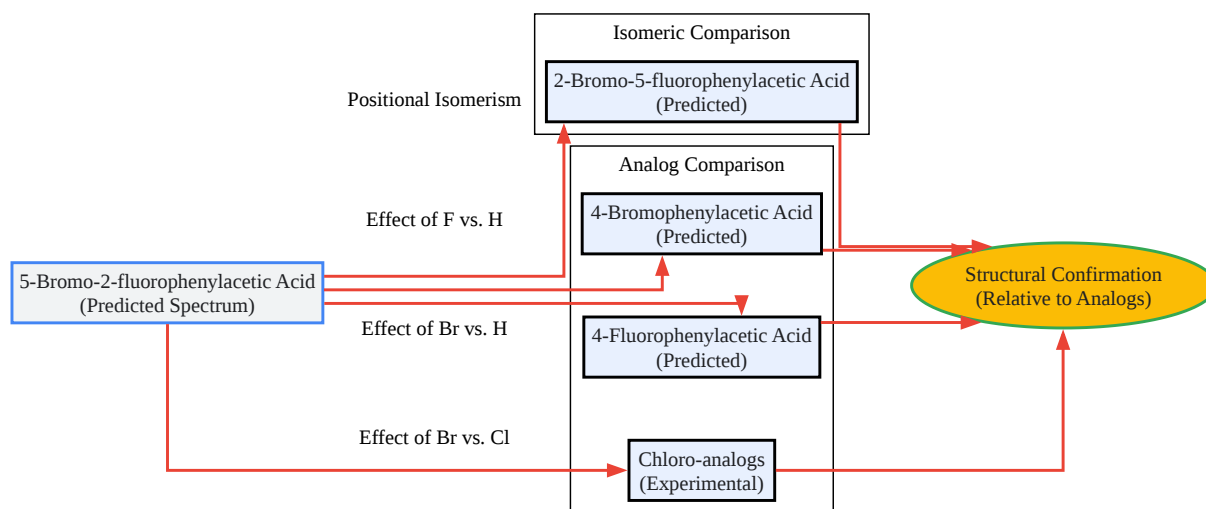 Isomeric Comparison
2-Bromo-5-fluorophenylacetic Acid
(Predicted)
Positional Isomerism
Analog Comparison
4-Bromophenylacetic Acid
(Predicted)
Effect of F vs. H
5-Bromo-2-fluorophenylacetic Acid
(Predicted Spectrum)
Structural Confirmation
(Relative to Analogs)
Effect of Br vs. H
4-Fluorophenylacetic Acid
(Predicted)
Effect of Br vs. Cl
Chloro-analogs
(Experimental)